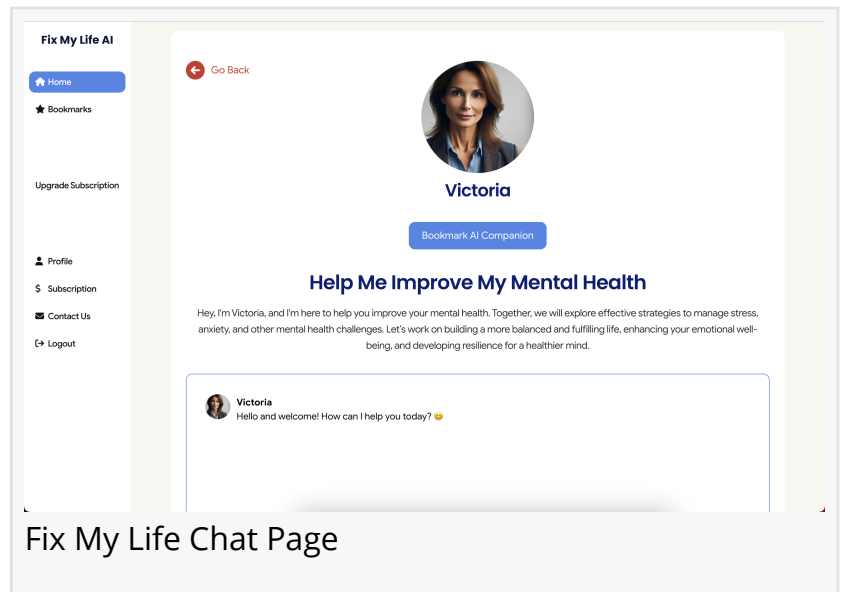 Fix My Life AI
Home
Bookmarks
Upgrade Subscription
Profile
Subscription
Contact Us
Logout
Go Back
Victoria
Bookmark AI Companion
Help Me Improve My Mental Health
Hey, I'm Victoria, and I'm here to help you improve your mental health. Together, we will explore effective strategies to manage stress,
anxiety, and other mental health challenges. Let's work on building a more balanced and fulfilling life, enhancing your emotional well-
being, and developing resilience for a healthier mind.
Victoria
Hello and welcome! How can I help you today? 😊
Fix My Life Chat Page